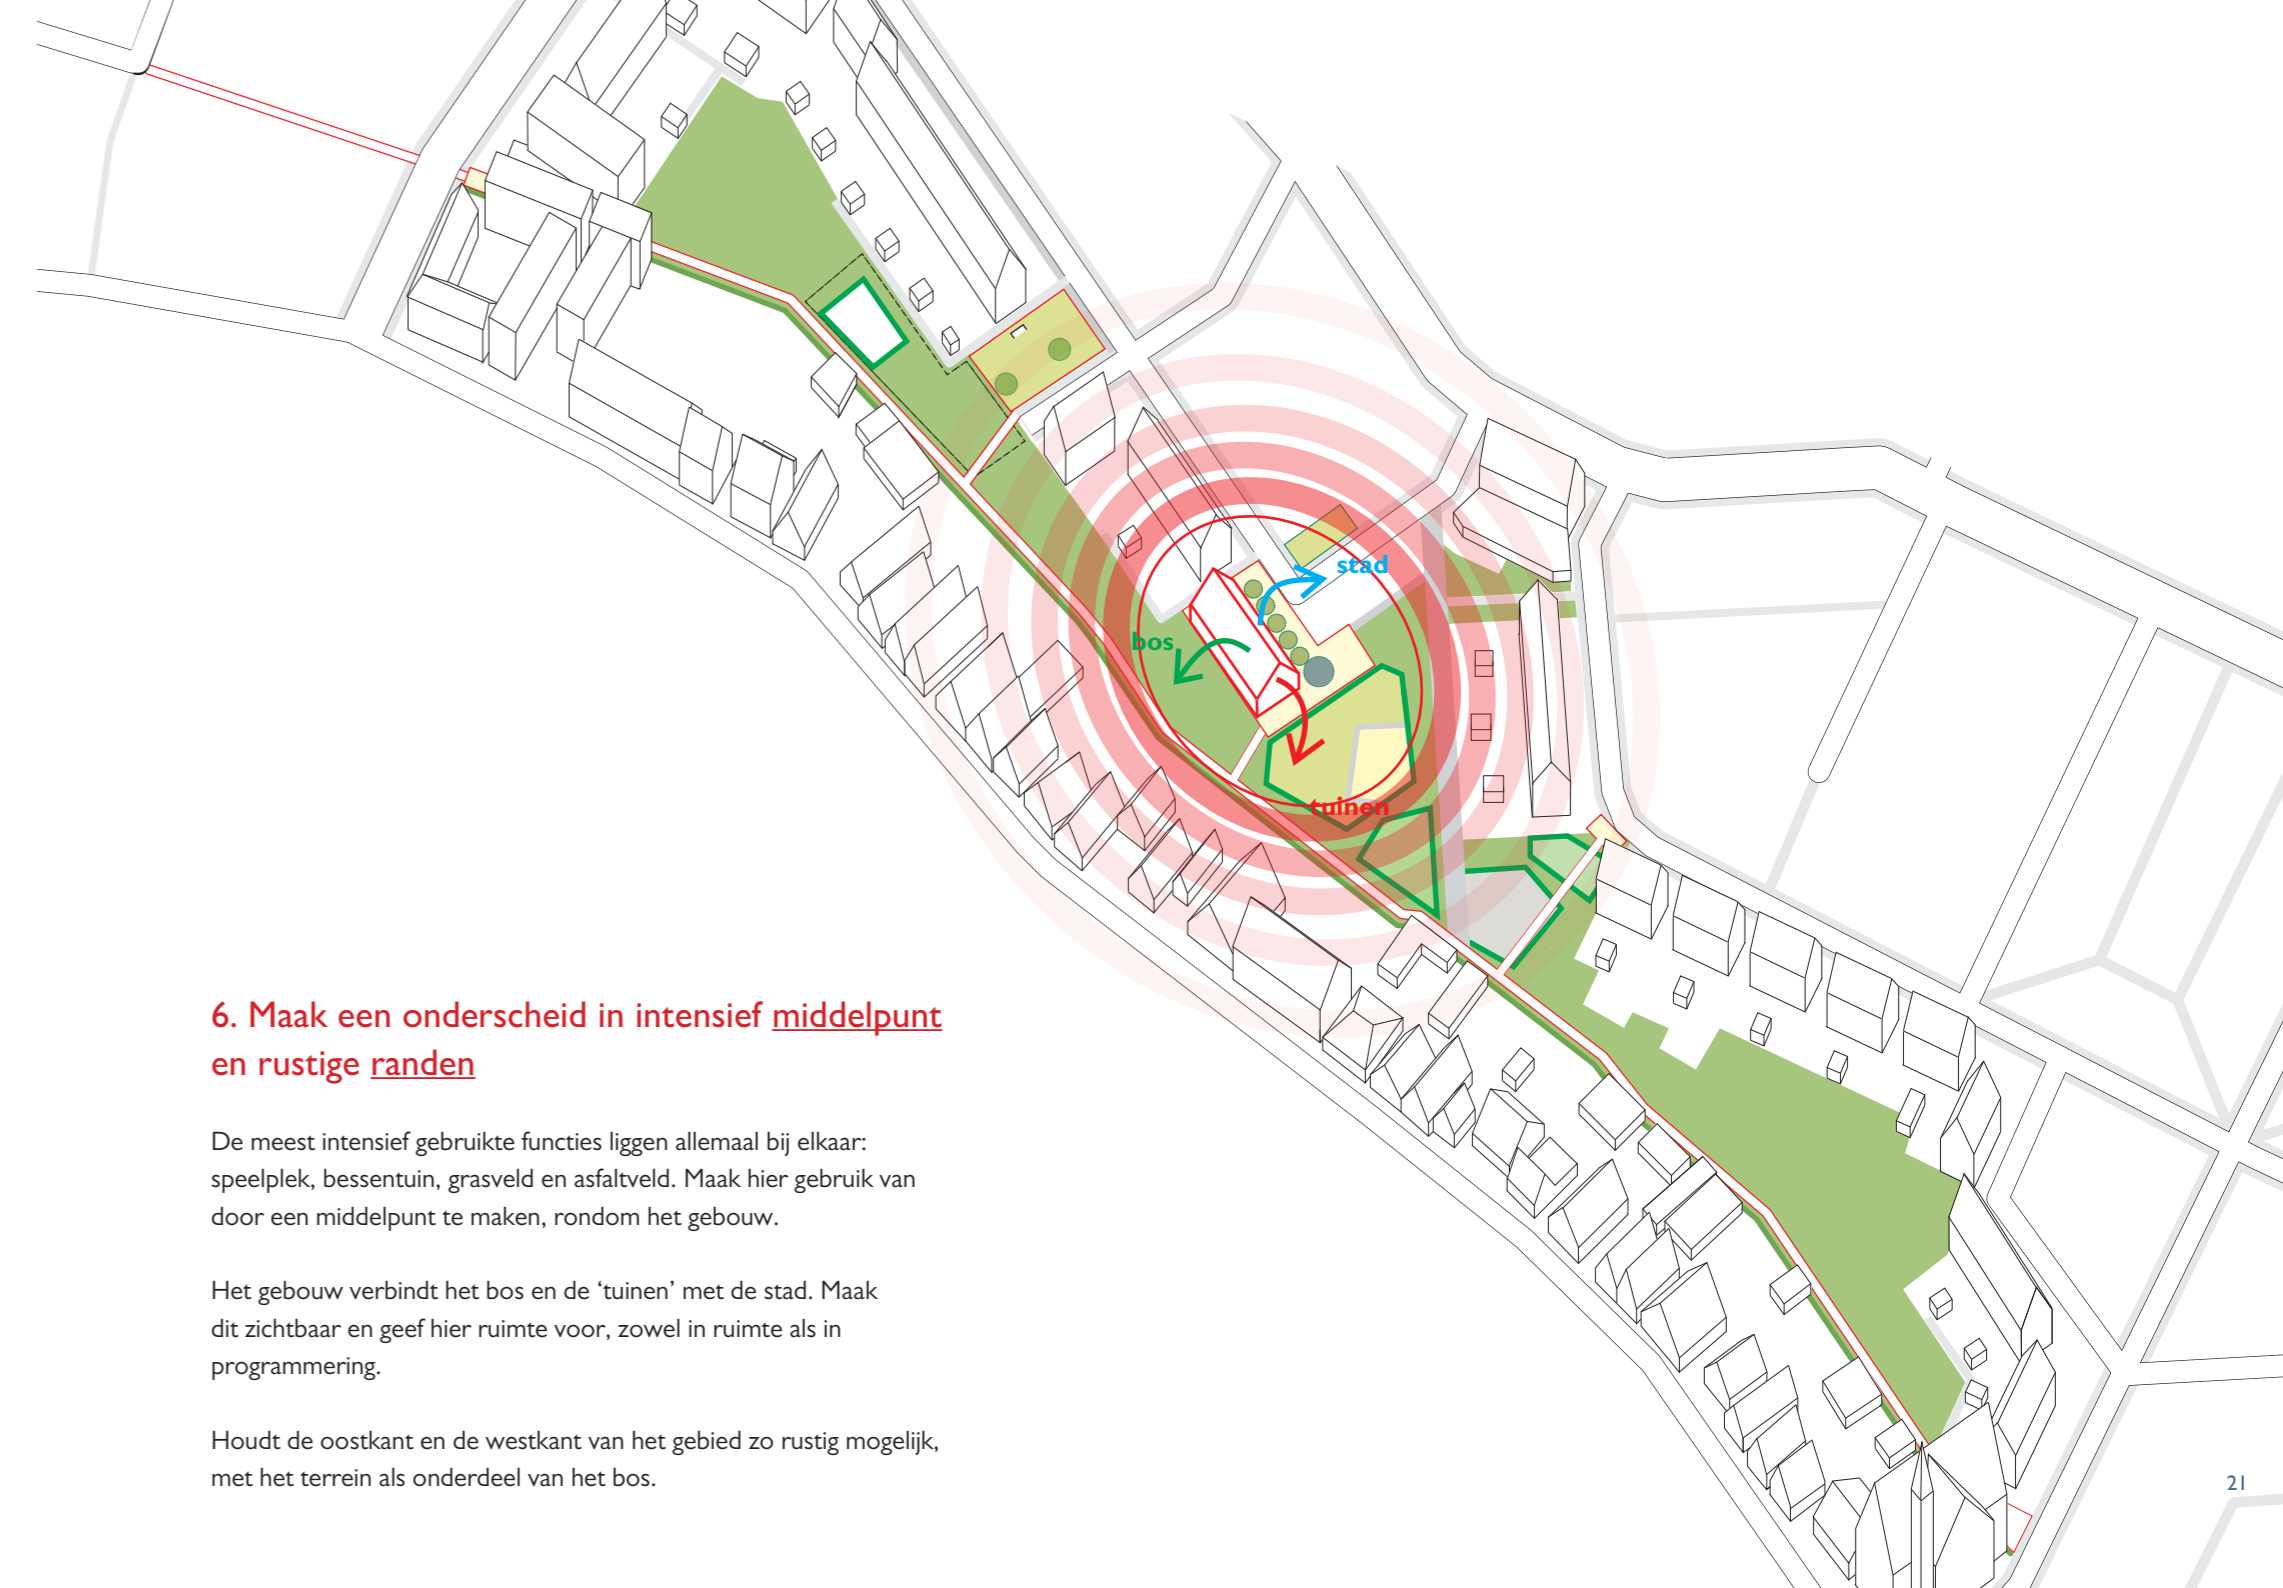 stad
bos
tuinen
6. Maak een onderscheid in intensief middelpunt
en rustige randen
De meest intensief gebruikte functies liggen allemaal bij elkaar:
speelplek, bessentuin, grasveld en asfaltveld. Maak hier gebruik van
door een middelpunt te maken, rondom het gebouw.
Het gebouw verbindt het bos en de ‘tuinen’ met de stad. Maak
dit zichtbaar en geef hier ruimte voor, zowel in ruimte als in
programmering.
Houdt de oostkant en de westkant van het gebied zo rustig mogelijk,
met het terrein als onderdeel van het bos.
21